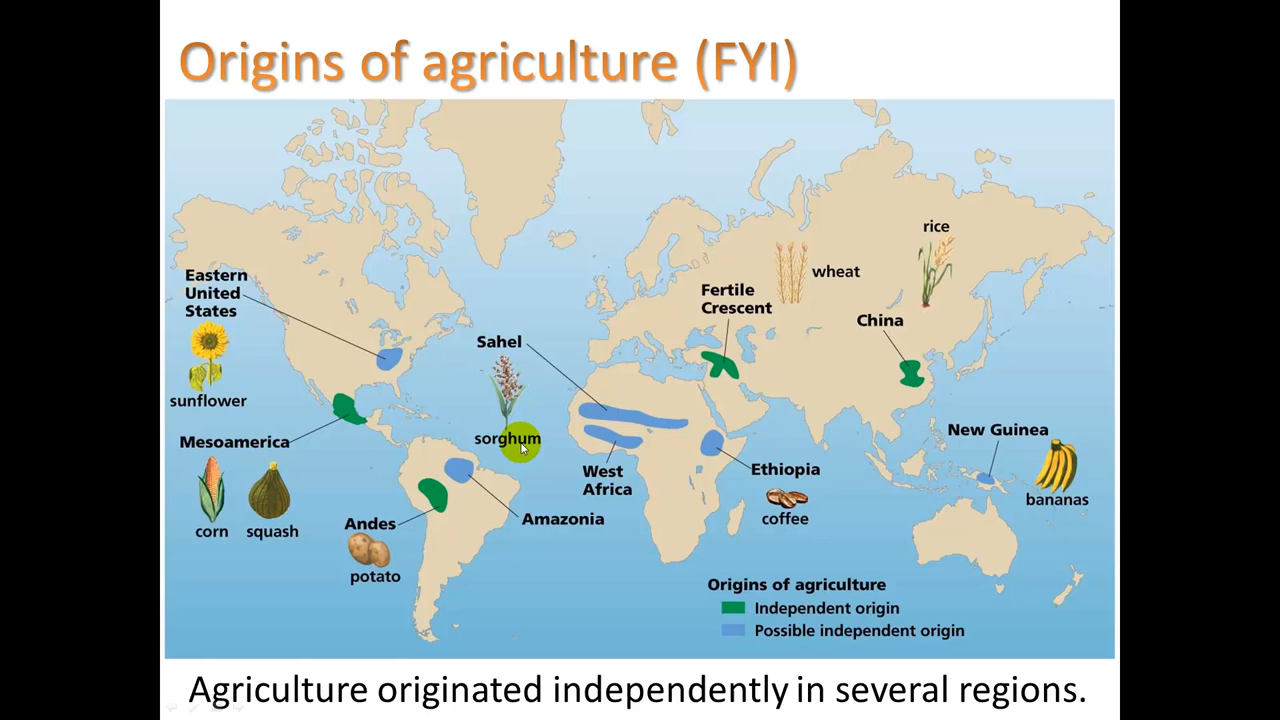 Origins of agriculture (FYI)
rice
wheat
Eastern
United
States
Fertile
Crescent
China
Sahel
sunflower
sorghum
Mesoamerica
New Guinea
West
Africa
Ethiopia
bananas
corn
squash
Andes
Amazonia
coffee
potato
Origins of agriculture
Independent origin
Possible independent origin
Agriculture originated independently in several regions.